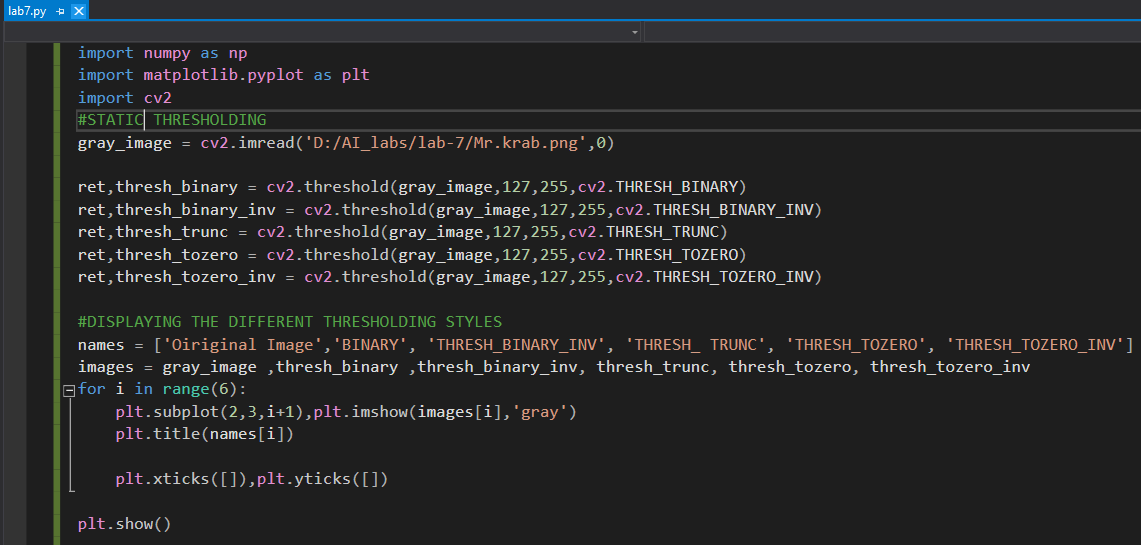 lab7.py
import numpy as np
import matplotlib.pyplot as plt
import cv2
#STATIC THRESHOLDING
gray_image = cv2.imread('D:/AI_labs/lab-7/Mr.krab.png',0)
ret,thresh_binary = cv2.threshold(gray_image,127,255,cv2.THRESH_BINARY)
ret,thresh_binary_inv = cv2.threshold(gray_image,127,255,cv2.THRESH_BINARY_INV)
ret,thresh_trunc = cv2.threshold(gray_image,127,255,cv2.THRESH_TRUNC)
ret,thresh_tozero = cv2.threshold(gray_image,127,255,cv2.THRESH_TOZERO)
ret,thresh_tozero_inv = cv2.threshold(gray_image,127,255,cv2.THRESH_TOZERO_INV)
#DISPLAYING THE DIFFERENT THRESHOLDING STYLES
names = ['Oiriginal Image','BINARY', 'THRESH_BINARY_INV', 'THRESH_ TRUNC', 'THRESH_TOZERO', 'THRESH_TOZERO_INV']
images = gray_image ,thresh_binary ,thresh_binary_inv, thresh_trunc, thresh_tozero, thresh_tozero_inv
for i in range(6):
    plt.subplot(2,3,i+1),plt.imshow(images[i],'gray')
    plt.title(names[i])
    plt.xticks([]),plt.yticks([])
plt.show()